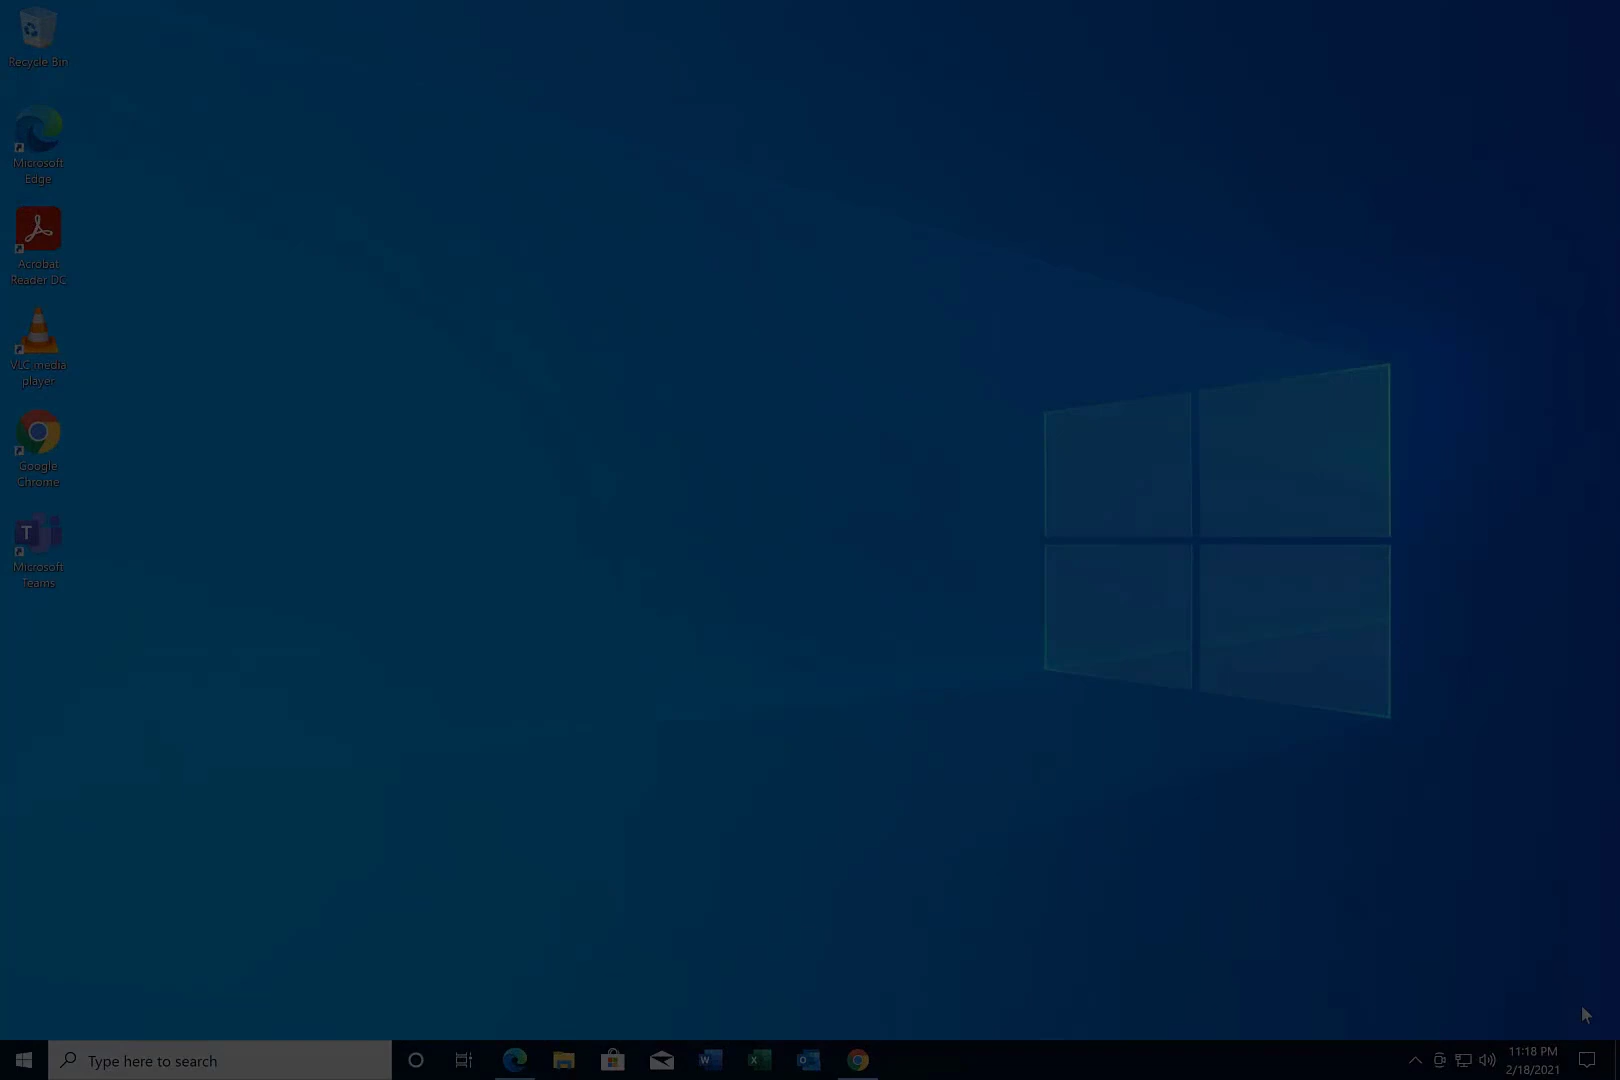 Recycle Bin
Microsoft
Edge
Acrobat
Reader DC
VLC media
player
Google
Chrome
T
Microsoft
Teams
Type here to search
W
X
O
11:18 PM
2/18/2021